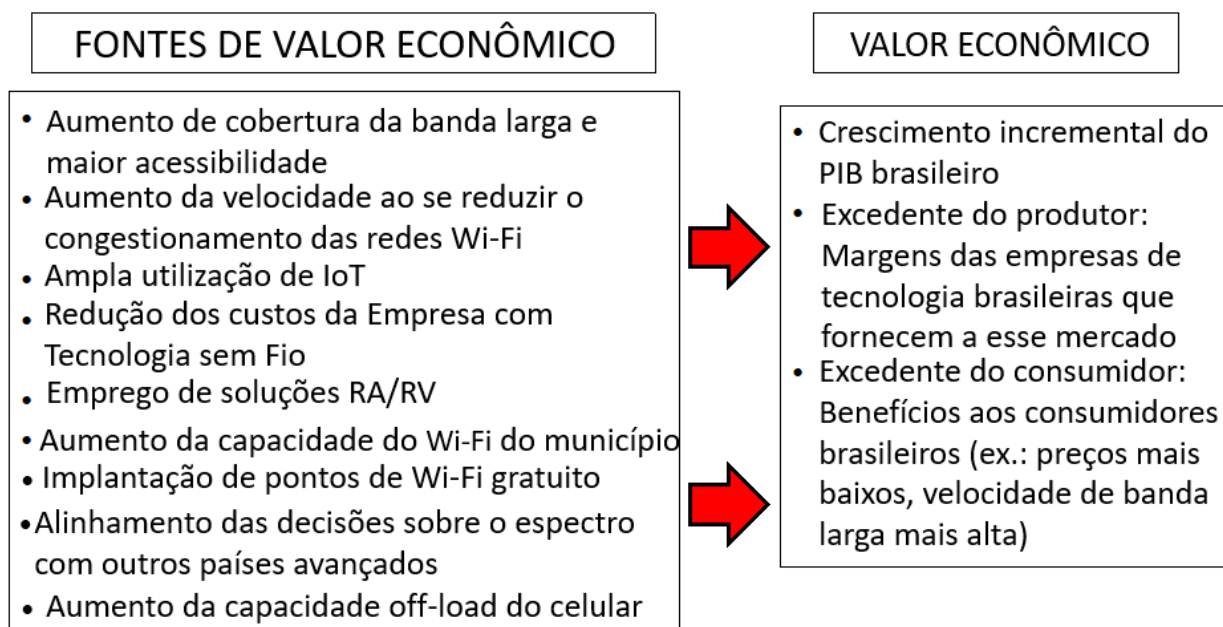 FONTES DE VALOR ECONÔMICO
• Aumento de cobertura da banda larga e
maior acessibilidade
• Aumento da velocidade ao se reduzir o
congestionamento das redes Wi-Fi
• Ampla utilização de IoT
• Redução dos custos da Empresa com
Tecnologia sem Fio
• Emprego de soluções RA/RV
• Aumento da capacidade do Wi-Fi do município
• Implantação de pontos de Wi-Fi gratuito
• Alinhamento das decisões sobre o espectro
com outros países avançados
• Aumento da capacidade off-load do celular
VALOR ECONÔMICO
• Crescimento incremental do
PIB brasileiro
• Excedente do produtor:
Margens das empresas de
tecnologia brasileiras que
fornecem a esse mercado
• Excedente do consumidor:
Benefícios aos consumidores
brasileiros (ex.: preços mais
baixos, velocidade de banda
larga mais alta)